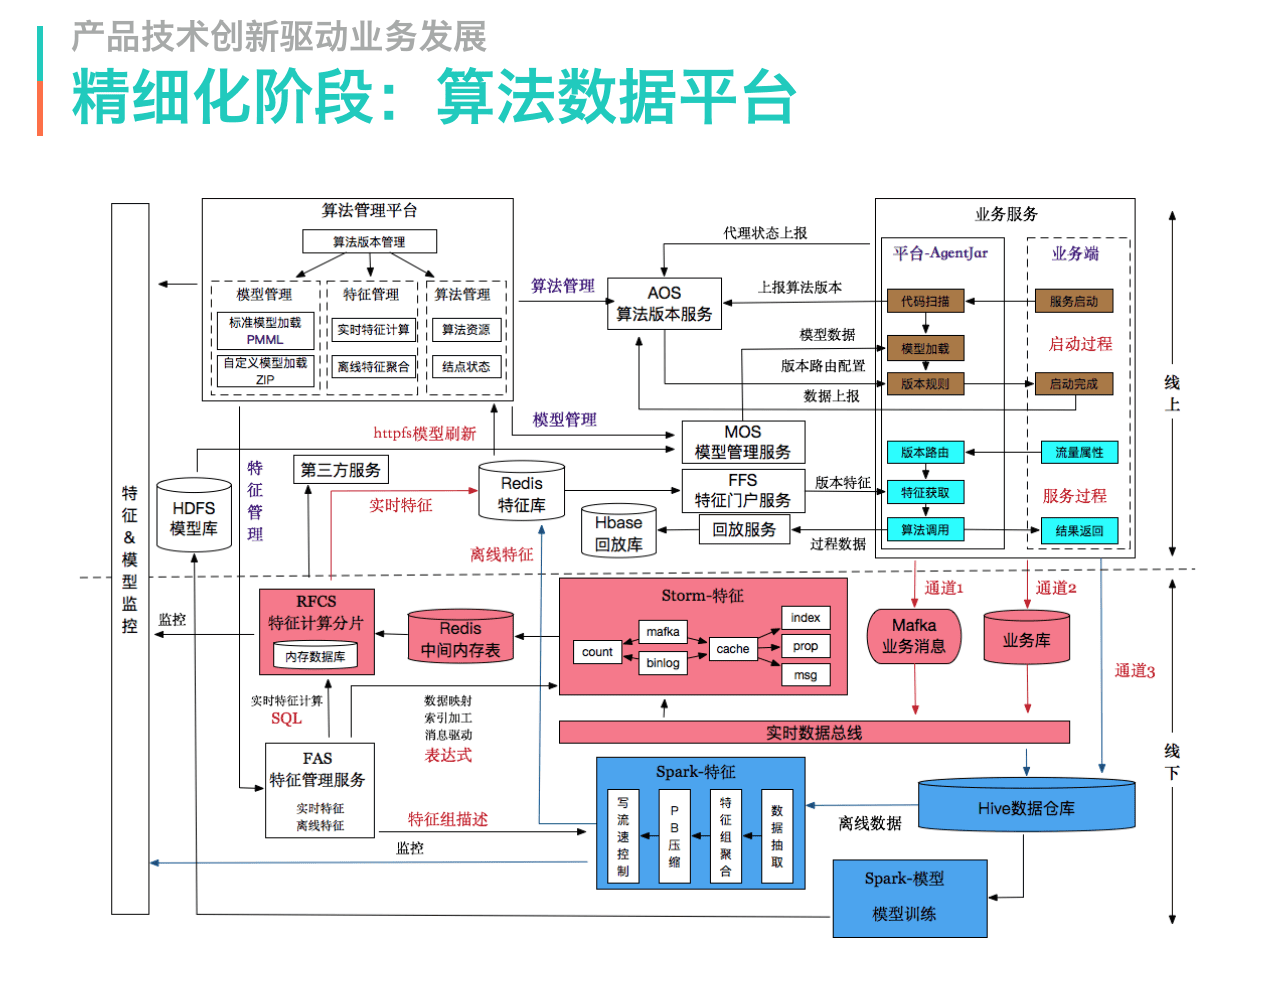 产品技术创新驱动业务发展
精细化阶段：算法数据平台
算法管理平台
算法版本管理
模型管理
标准模型加载
PMML
自定义模型加载
ZIP
特征管理
实时特征计算
离线特征聚合
算法管理
算法资源
结点状态
特征&模型监控
算法管理
代理状态上报
AOS
算法版本服务
上报算法版本
模型数据
版本路由配置
数据上报
业务服务
平台-AgentJar
代码扫描
模型加载
版本规则
版本路由
特征获取
算法调用
业务端
服务启动
启动过程
启动完成
流量属性
服务过程
结果返回
线上
模型管理
httpfs模型刷新
MOS
模型管理服务
FFS
特征门户服务
版本特征
回放服务
过程数据
Hbase
回放库
Redis
特征库
第三方服务
实时特征
特征管理
HDFS
模型库
离线特征
监控
RFCS
特征计算分片
内存数据库
Redis
中间内存表
Storm-特征
count
mafka
binlog
cache
index
prop
msg
通道1
通道2
通道3
Mafka
业务消息
业务库
实时特征计算
SQL
数据映射
索引加工
消息驱动
表达式
实时数据总线
FAS
特征管理服务
实时特征
离线特征
特征组描述
监控
Spark-特征
写流速控制
PB压缩
特征组聚合
数据抽取
离线数据
Hive数据仓库
Spark-模型
模型训练
线下